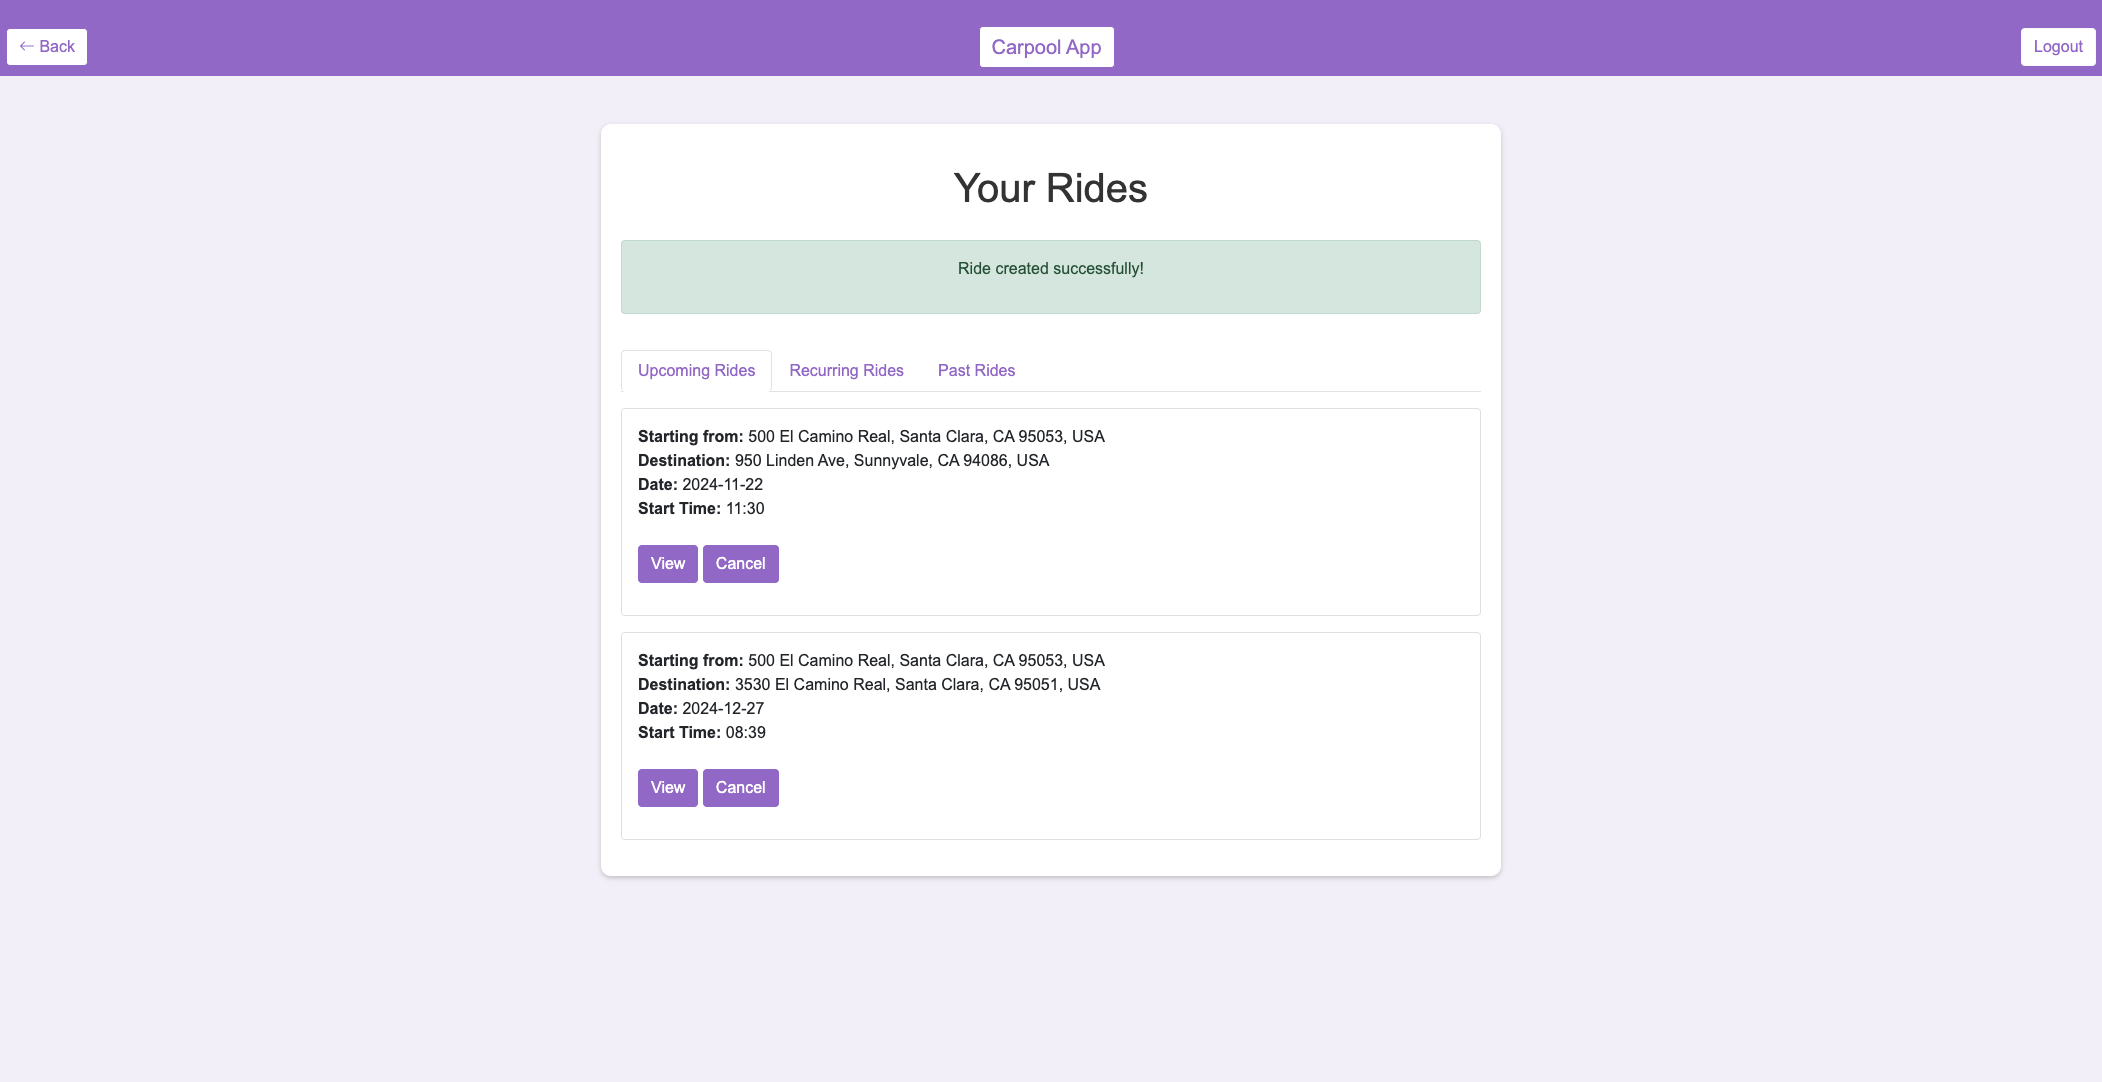 ← Back
Carpool App
Logout
Your Rides
Ride created successfully!
Upcoming Rides
Recurring Rides
Past Rides
Starting from: 500 El Camino Real, Santa Clara, CA 95053, USA
Destination: 950 Linden Ave, Sunnyvale, CA 94086, USA
Date: 2024-11-22
Start Time: 11:30
View
Cancel
Starting from: 500 El Camino Real, Santa Clara, CA 95053, USA
Destination: 3530 El Camino Real, Santa Clara, CA 95051, USA
Date: 2024-12-27
Start Time: 08:39
View
Cancel